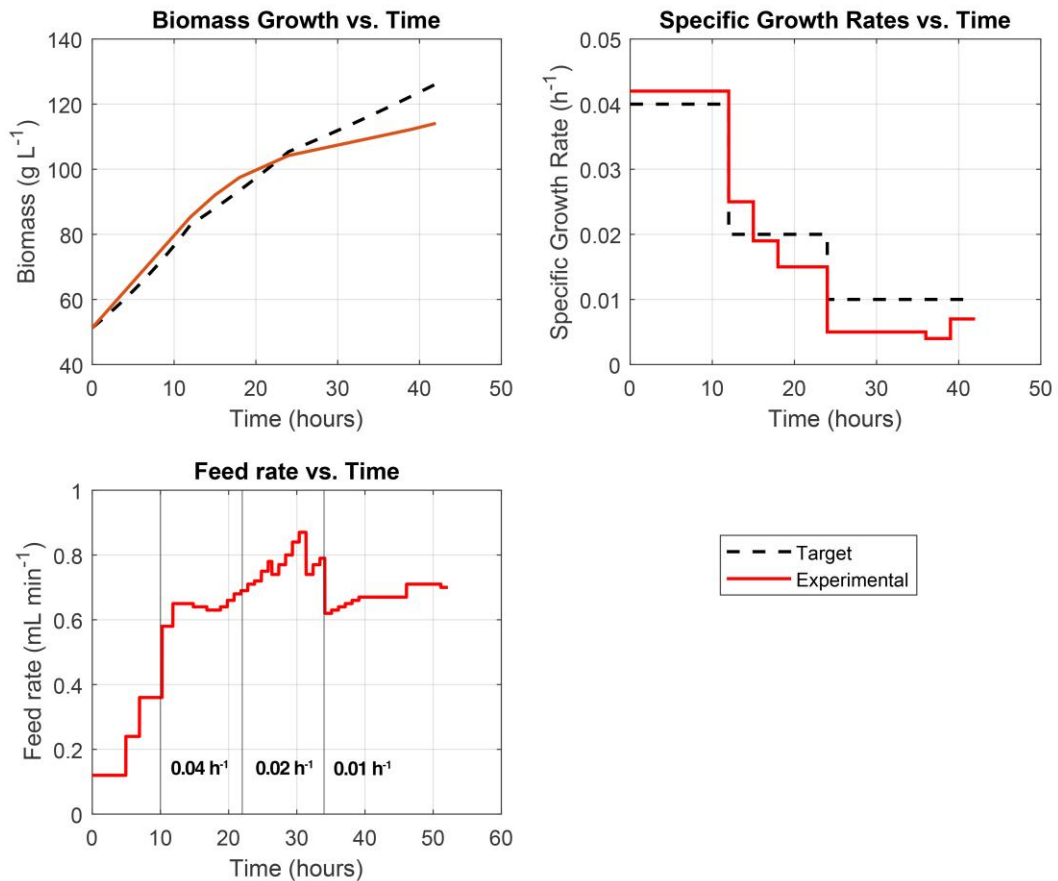 Biomass Growth vs. Time
140
120
100
80
60
40
Biomass (g L⁻¹)
0 10 20 30 40 50
Time (hours)
Specific Growth Rates vs. Time
0.05
0.04
0.03
0.02
0.01
0
Specific Growth Rate (h⁻¹)
0 10 20 30 40 50
Time (hours)
Feed rate vs. Time
1
0.8
0.6
0.4
0.2
0
Feed rate (mL min⁻¹)
0.04 h⁻¹ 0.02 h⁻¹ 0.01 h⁻¹
0 10 20 30 40 50 60
Time (hours)
Target
Experimental